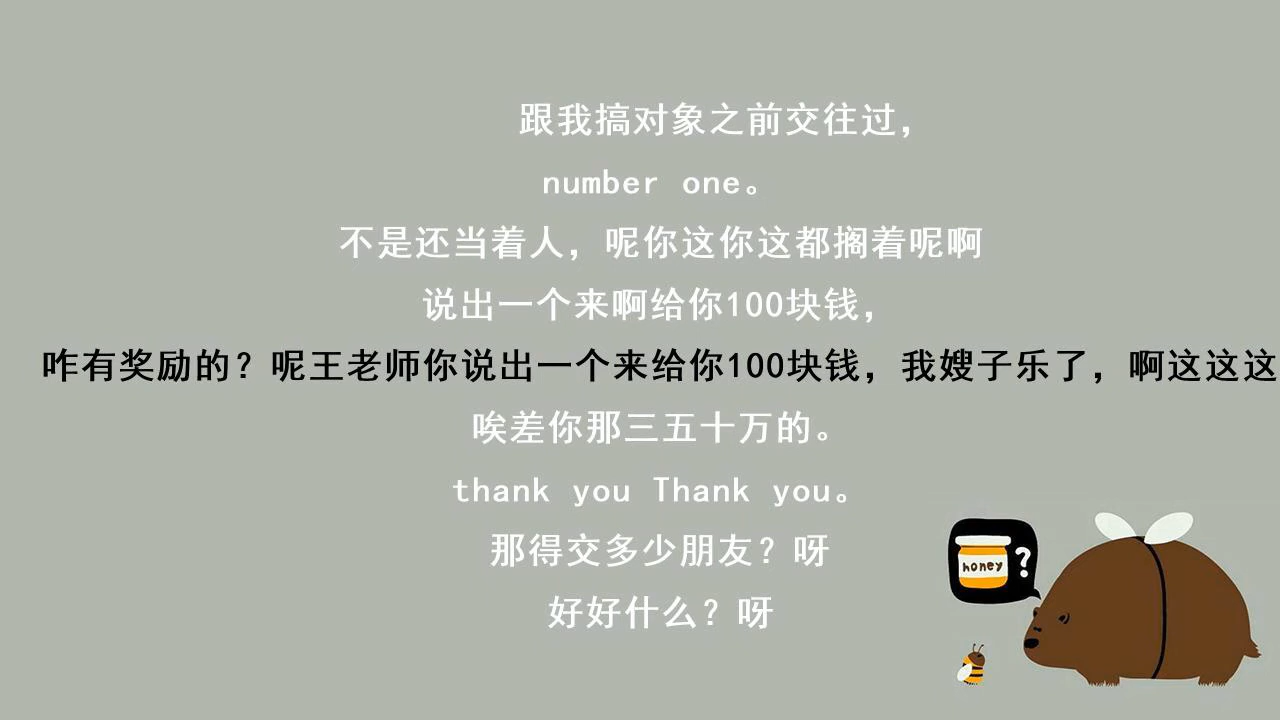 跟我搞对象之前交往过，
number one。
不是还当着人，呢你这你这都搁着呢啊
说出一个来啊给你100块钱，
咋有奖励的？呢王老师你说出一个来给你100块钱，我嫂子乐了，啊这这这
唉差你那三五十万的。
thank you Thank you。
那得交多少朋友？呀
好好什么？呀
honey ?